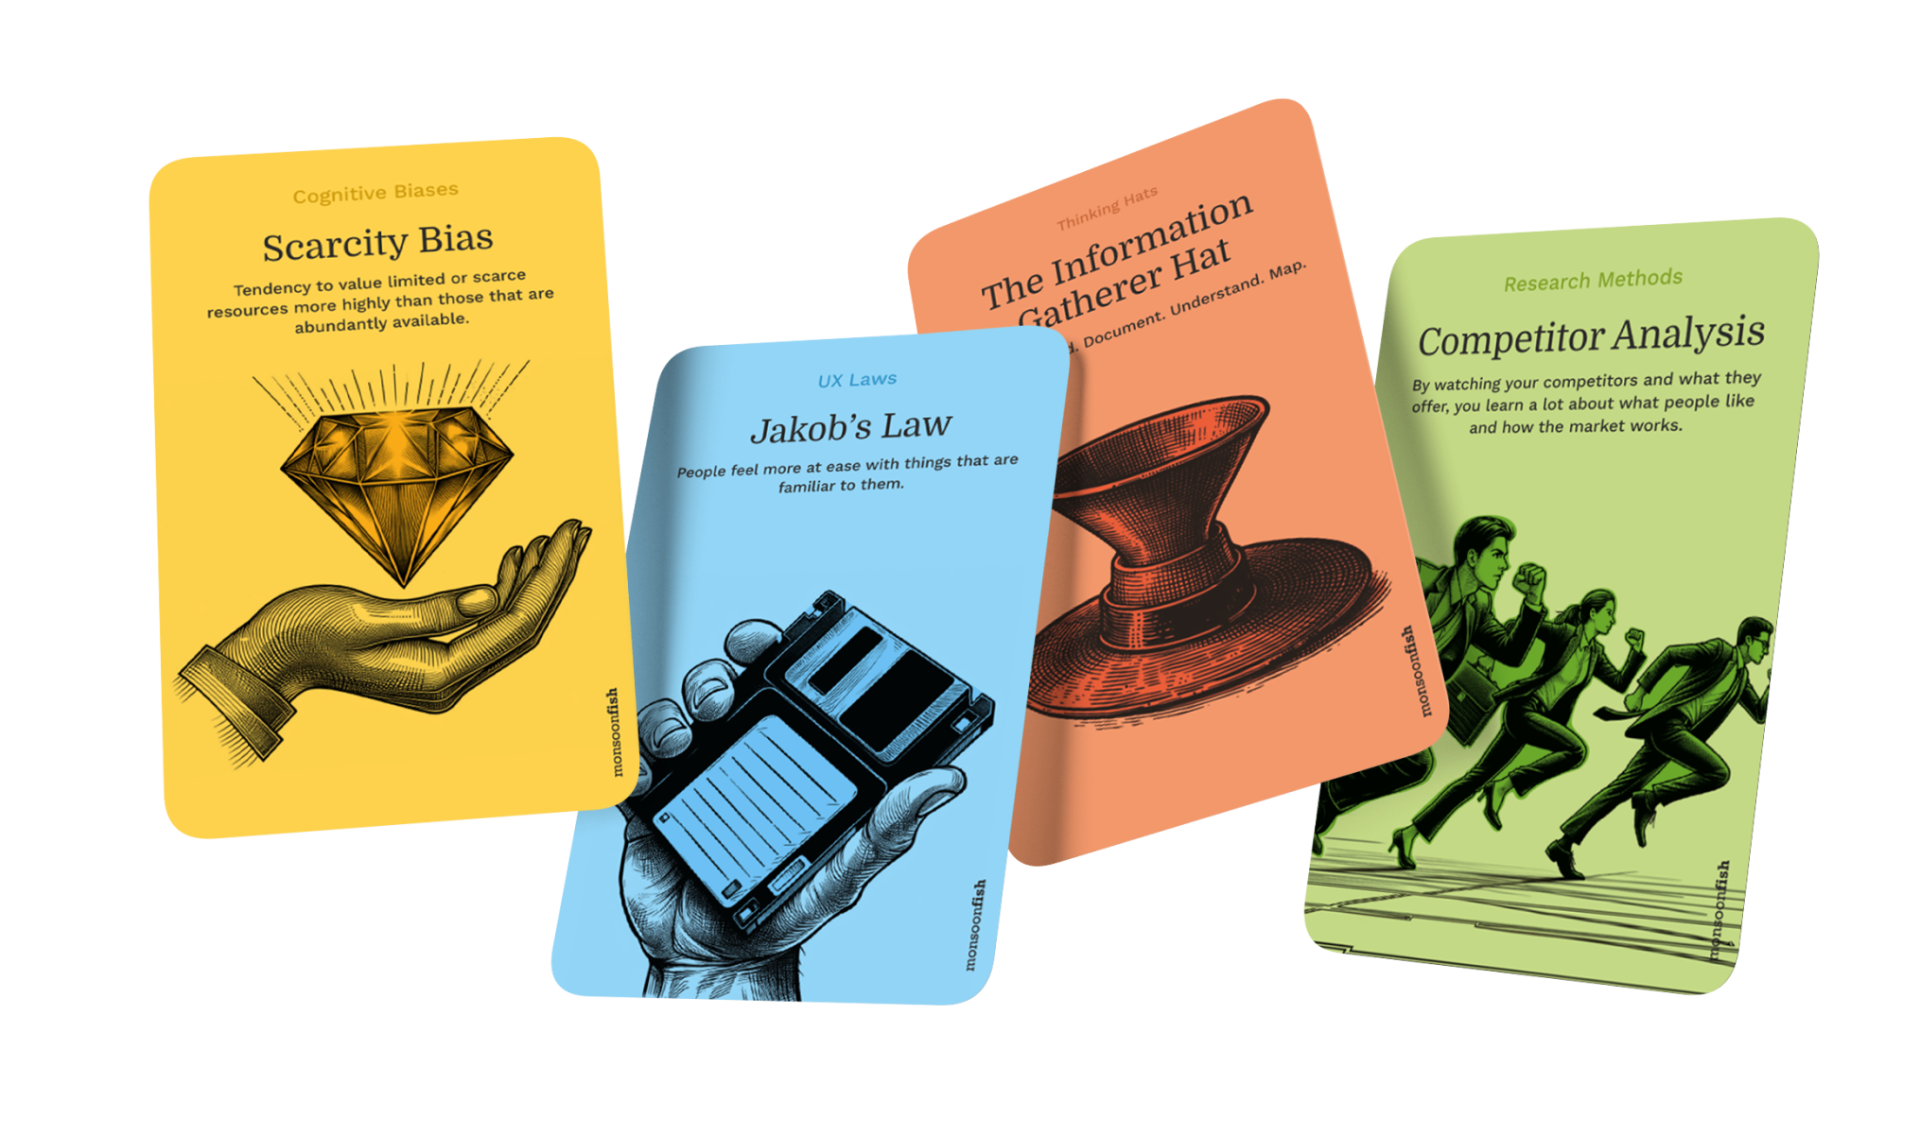 Cognitive Biases
Scarcity Bias
Tendency to value limited or scarce
resources more highly than those that are
abundantly available.
monsoonfish
UX Laws
Jakob's Law
People feel more at ease with things that are
familiar to them.
monsoonfish
Thinking Hats
The Information
Gatherer Hat
Document. Understand. Map.
monsoonfish
Research Methods
Competitor Analysis
By watching your competitors and what they
offer, you learn a lot about what people like
and how the market works.
monsoonfish